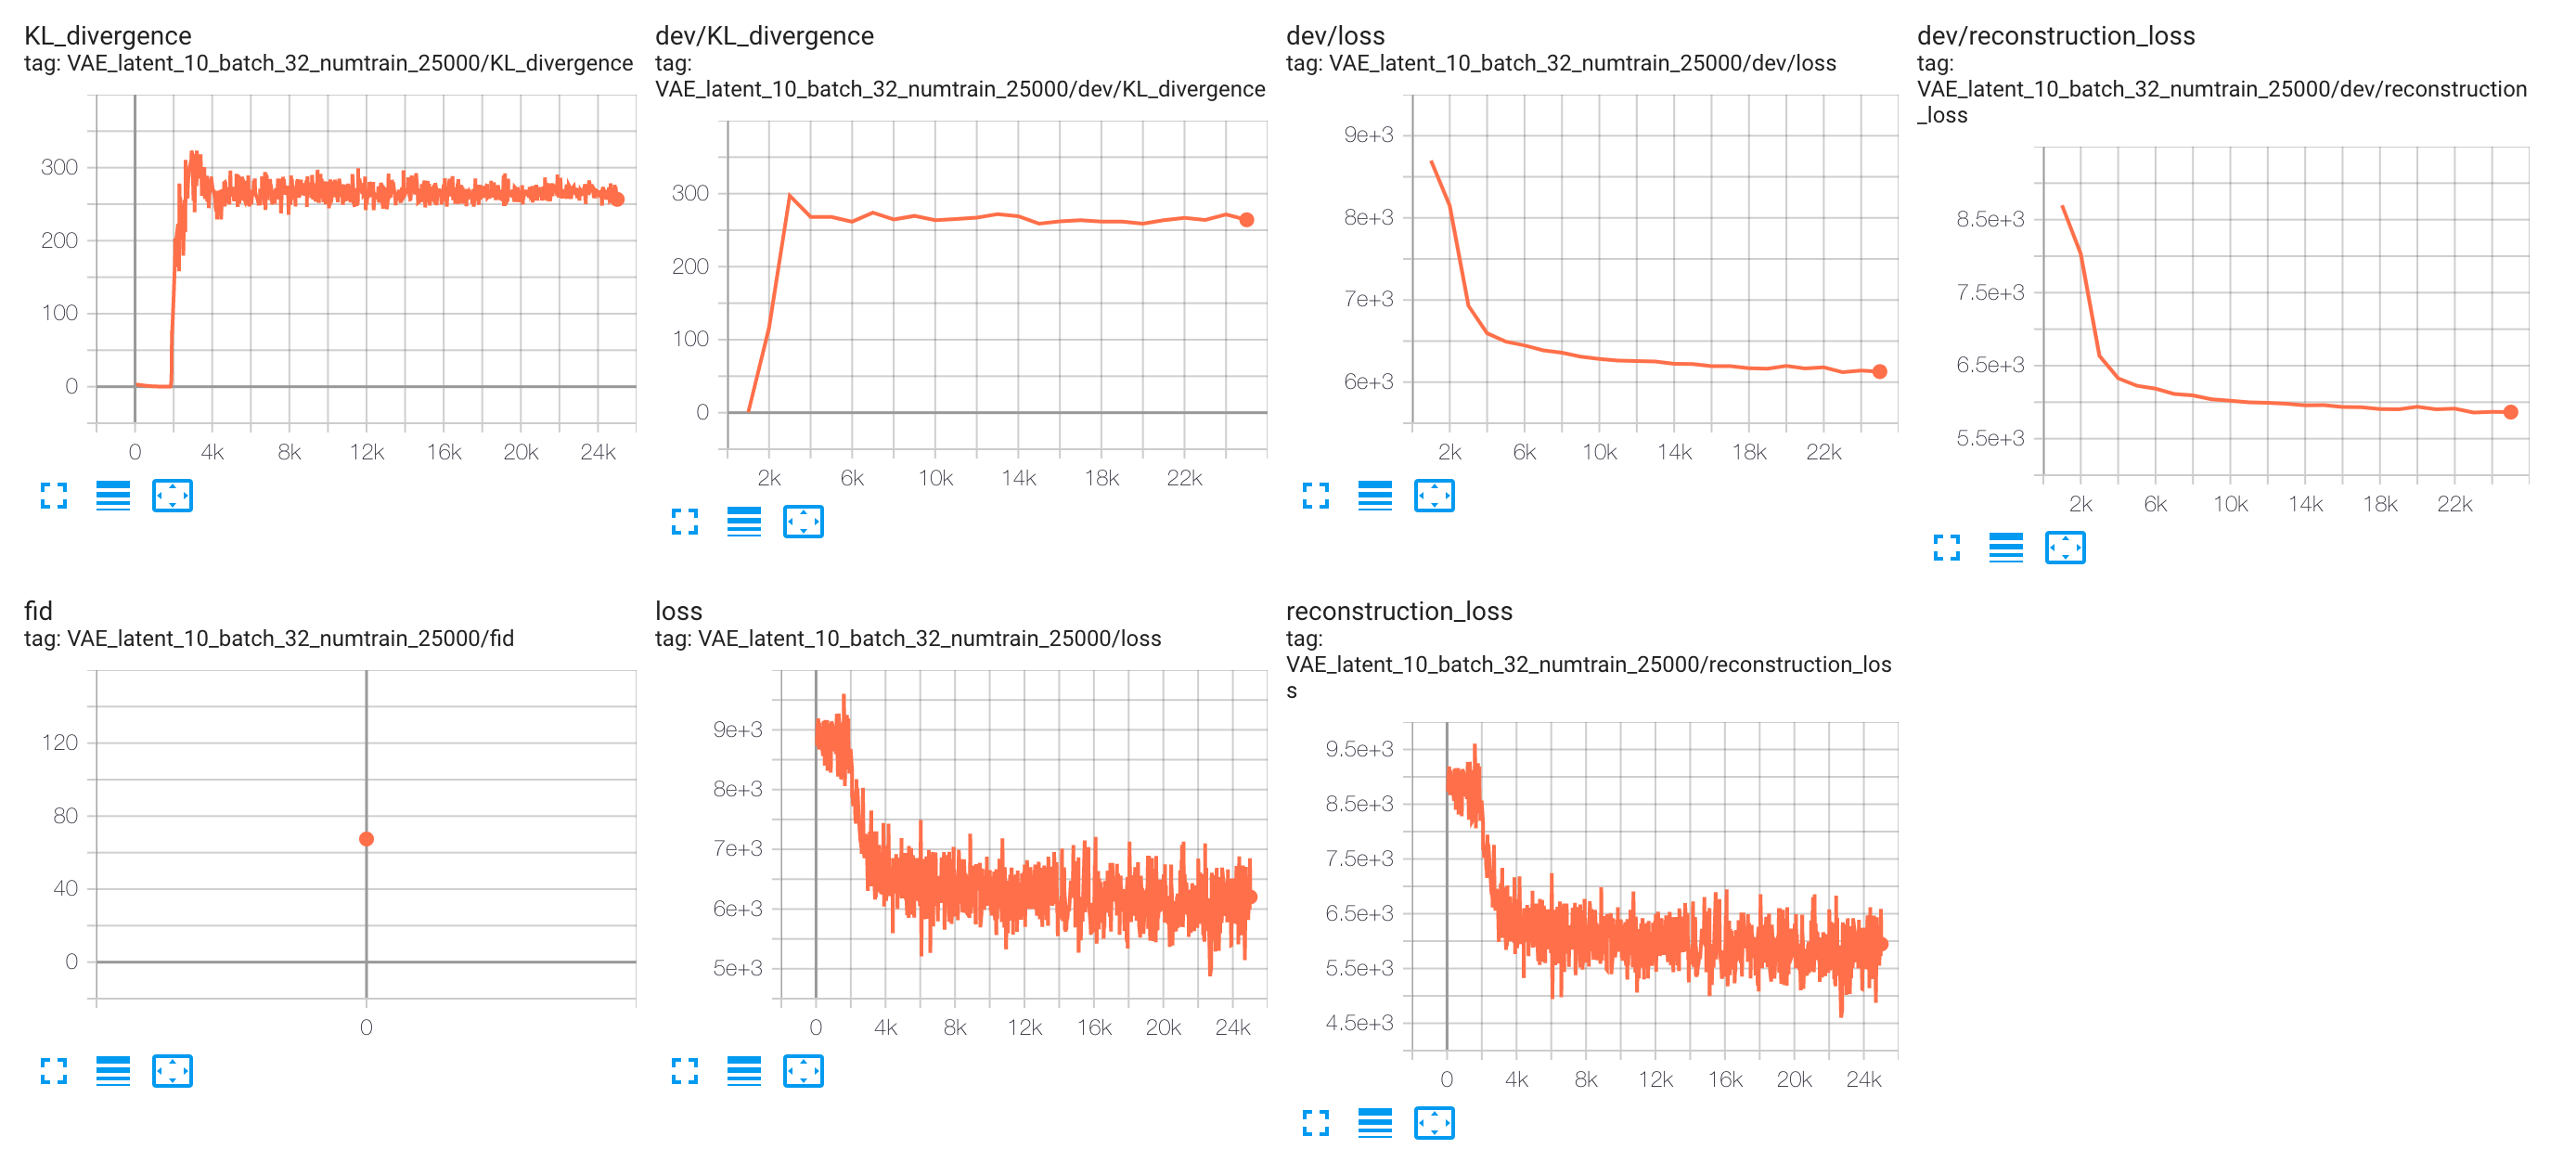 KL_divergence
tag: VAE_latent_10_batch_32_numtrain_25000/KL_divergence
300
200
100
0
0 4k 8k 12k 16k 20k 24k
dev/KL_divergence
tag:
VAE_latent_10_batch_32_numtrain_25000/dev/KL_divergence
300
200
100
0
2k 6k 10k 14k 18k 22k
dev/loss
tag: VAE_latent_10_batch_32_numtrain_25000/dev/loss
9e+3
8e+3
7e+3
6e+3
2k 6k 10k 14k 18k 22k
dev/reconstruction_loss
tag:
VAE_latent_10_batch_32_numtrain_25000/dev/reconstruction
_loss
8.5e+3
7.5e+3
6.5e+3
5.5e+3
2k 6k 10k 14k 18k 22k
fid
tag: VAE_latent_10_batch_32_numtrain_25000/fid
120
80
40
0
0
loss
tag: VAE_latent_10_batch_32_numtrain_25000/loss
9e+3
8e+3
7e+3
6e+3
5e+3
0 4k 8k 12k 16k 20k 24k
reconstruction_loss
tag:
VAE_latent_10_batch_32_numtrain_25000/reconstruction_los
s
9.5e+3
8.5e+3
7.5e+3
6.5e+3
5.5e+3
4.5e+3
0 4k 8k 12k 16k 20k 24k